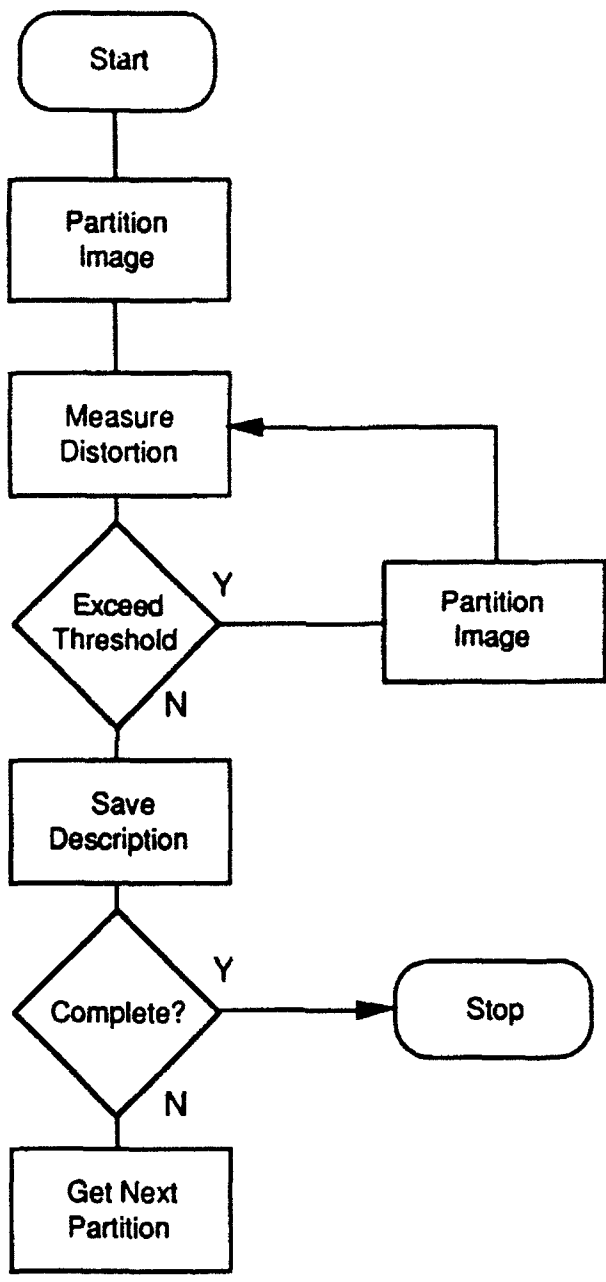 Start
Partition
Image
Measure
Distortion
Exceed
Threshold
Y
Partition
Image
N
Save
Description
Complete?
Y
Stop
N
Get Next
Partition